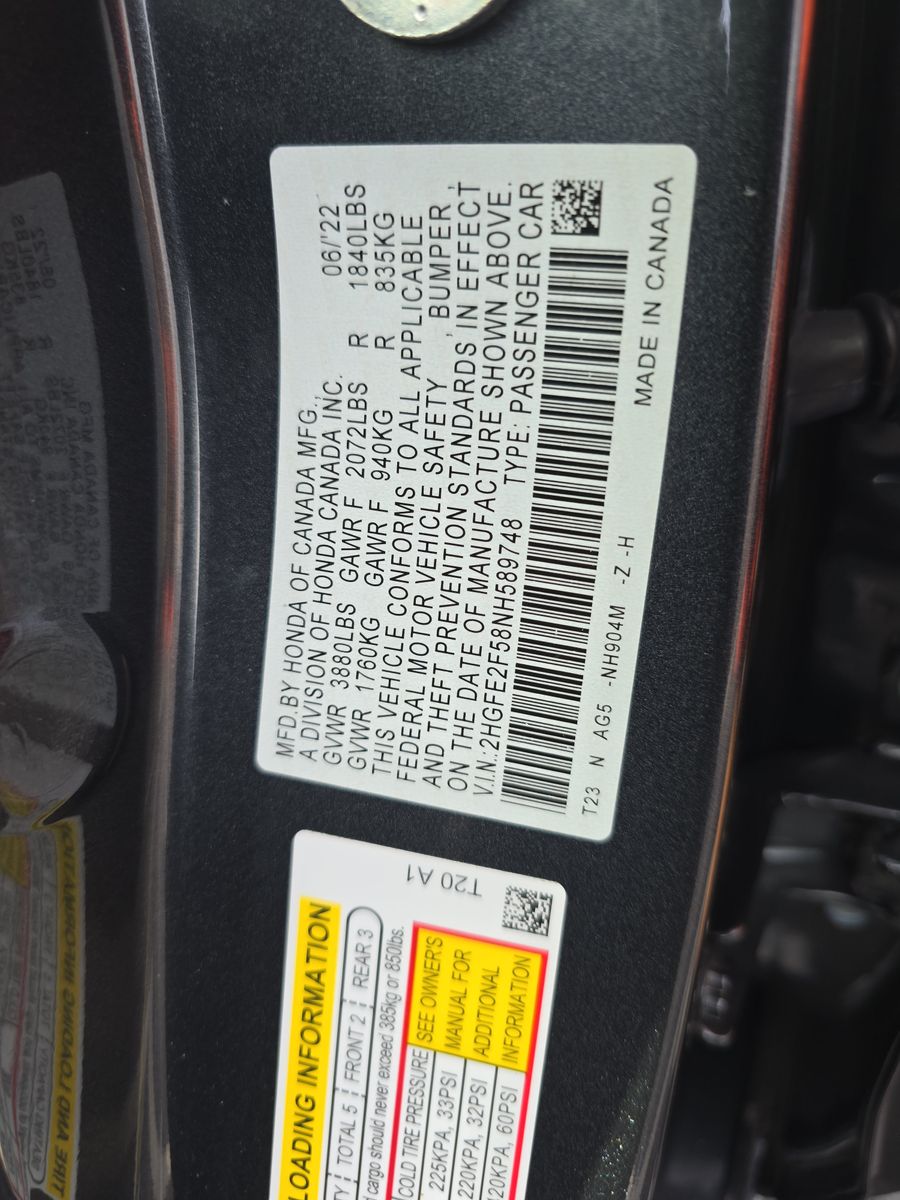 MFD.BY HONDA OF CANADA MFG.,
A DIVISION OF HONDA CANADA INC. 06/'22
GVWR 3880LBS GAWR F 2072LBS R 1840LBS
GVWR 1760KG GAWR F 940KG R 835KG
THIS VEHICLE CONFORMS TO ALL APPLICABLE
FEDERAL MOTOR VEHICLE SAFETY , BUMPER ,
AND THEFT PREVENTION STANDARDS IN EFFECT
ON THE DATE OF MANUFACTURE SHOWN ABOVE.
V.I.N.:2HGFE2F58NH589748 TYPE: PASSENGER CAR
T23 N AG5 -NH904M -Z -H
MADE IN CANADA
T20 A1
LOADING INFORMATION
TOTAL 5 FRONT 2 REAR 3
cargo should never exceed 385kg or 850lbs.
COLD TIRE PRESSURE
225KPA, 33PSI
220KPA, 32PSI
420KPA, 60PSI
SEE OWNER'S
MANUAL FOR
ADDITIONAL
INFORMATION